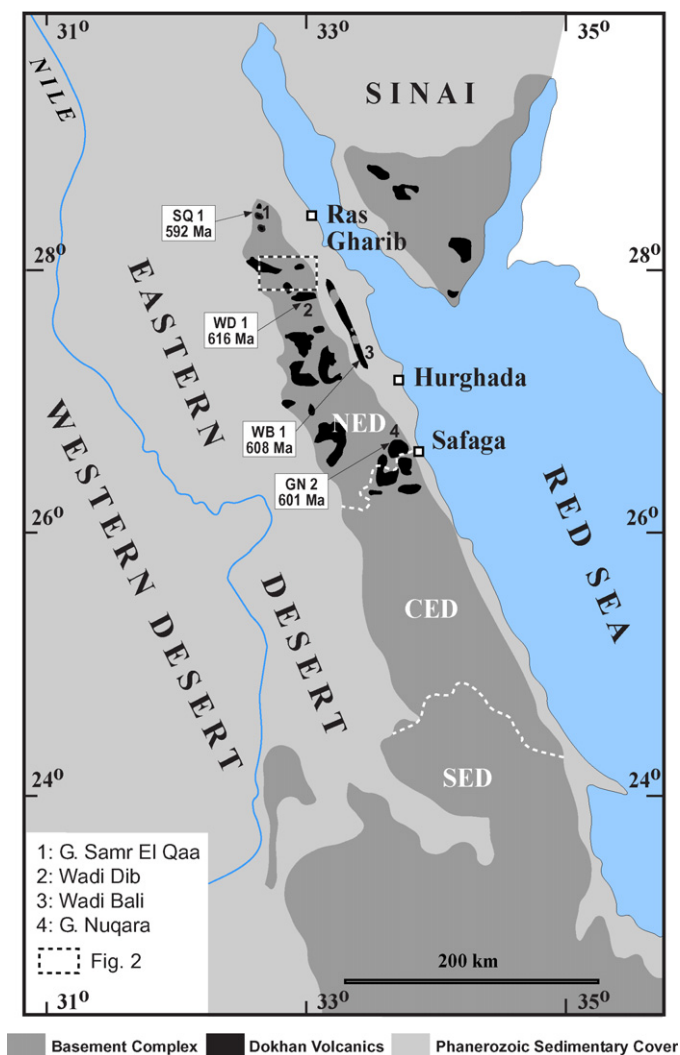 31⁰
33⁰
35⁰
NILE
SINAI
SQ 1
592 Ma
1
Ras
Gharib
28⁰
28⁰
EASTERN
DESERT
WD 1
616 Ma
2
3
Hurghada
WB 1
608 Ma
NED
4
Safaga
GN 2
601 Ma
WESTERN DESERT
RED SEA
26⁰
26⁰
CED
SED
24⁰
24⁰
1: G. Samr El Qaa
2: Wadi Dib
3: Wadi Bali
4: G. Nuqara
Fig. 2
200 km
31⁰
33⁰
35⁰
Basement Complex
Dokhan Volcanics
Phanerozoic Sedimentary Cover